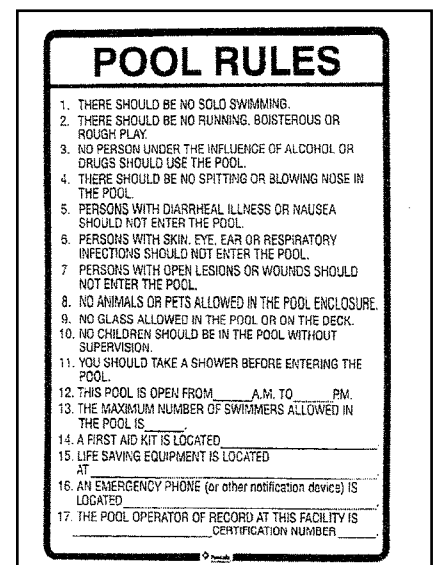 POOL RULES
1. THERE SHOULD BE NO SOLO SWIMMING.
2. THERE SHOULD BE NO RUNNING, BOISTEROUS OR
ROUGH PLAY.
3. NO PERSON UNDER THE INFLUENCE OF ALCOHOL OR
DRUGS SHOULD USE THE POOL.
4. THERE SHOULD BE NO SPITTING OR BLOWING NOSE IN
THE POOL.
5. PERSONS WITH DIARRHEAL ILLNESS OR NAUSEA
SHOULD NOT ENTER THE POOL.
6. PERSONS WITH SKIN, EYE, EAR OR RESPIRATORY
INFECTIONS SHOULD NOT ENTER THE POOL.
7 PERSONS WITH OPEN LESIONS OR WOUNDS SHOULD
NOT ENTER THE POOL.
8. NO ANIMALS OR PETS ALLOWED IN THE POOL ENCLOSURE.
9. NO GLASS ALLOWED IN THE POOL OR ON THE DECK.
10. NO CHILDREN SHOULD BE IN THE POOL WITHOUT
SUPERVISION.
11. YOU SHOULD TAKE A SHOWER BEFORE ENTERING THE
POOL.
12. THIS POOL IS OPEN FROM______A.M. TO______P.M.
13. THE MAXIMUM NUMBER OF SWIMMERS ALLOWED IN
THE POOL IS______.
14. A FIRST AID KIT IS LOCATED______
15. LIFE SAVING EQUIPMENT IS LOCATED
AT______
16. AN EMERGENCY PHONE (or other notification device) IS
LOCATED______
17. THE POOL OPERATOR OF RECORD AT THIS FACILITY IS
______CERTIFICATION NUMBER______.